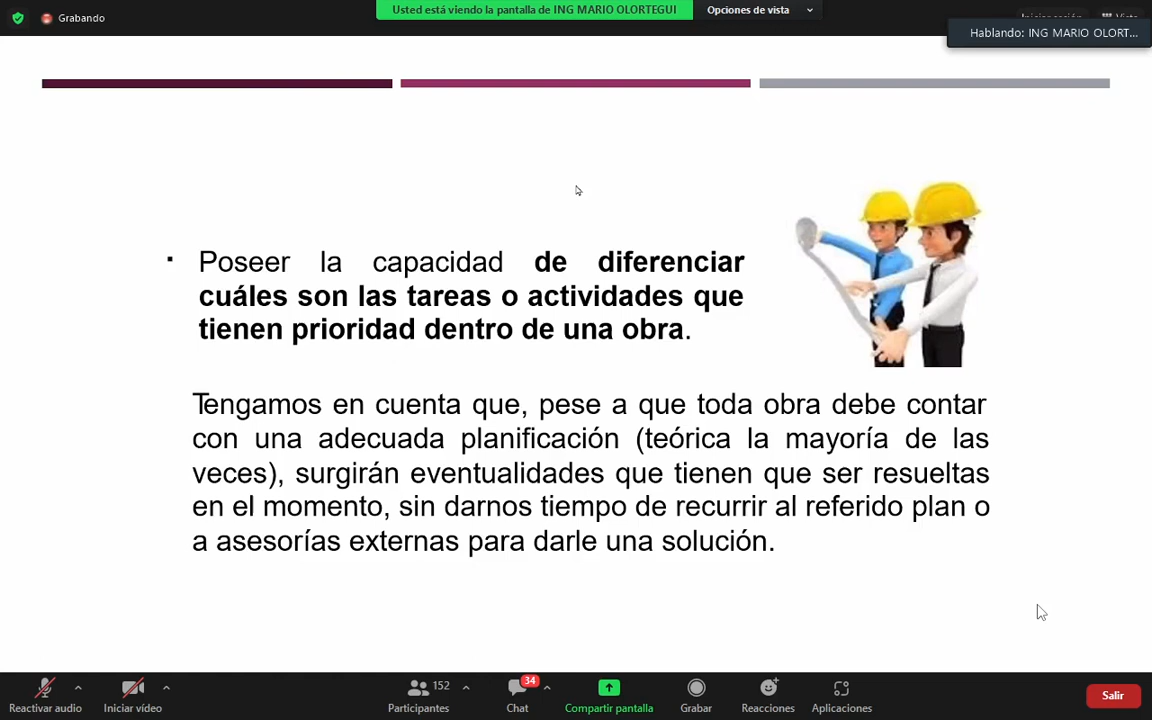 Grabando
Usted está viendo la pantalla de ING MARIO OLORTEGUI
Opciones de vista
Iniciar sesión
Vista
Hablando: ING MARIO OLORT...
▪ Poseer la capacidad de diferenciar
cuáles son las tareas o actividades que
tienen prioridad dentro de una obra.
Tengamos en cuenta que, pese a que toda obra debe contar
con una adecuada planificación (teórica la mayoría de las
veces), surgirán eventualidades que tienen que ser resueltas
en el momento, sin darnos tiempo de recurrir al referido plan o
a asesorías externas para darle una solución.
Reactivar audio
Iniciar vídeo
152
Participantes
34
Chat
Compartir pantalla
Grabar
Reacciones
Aplicaciones
Salir